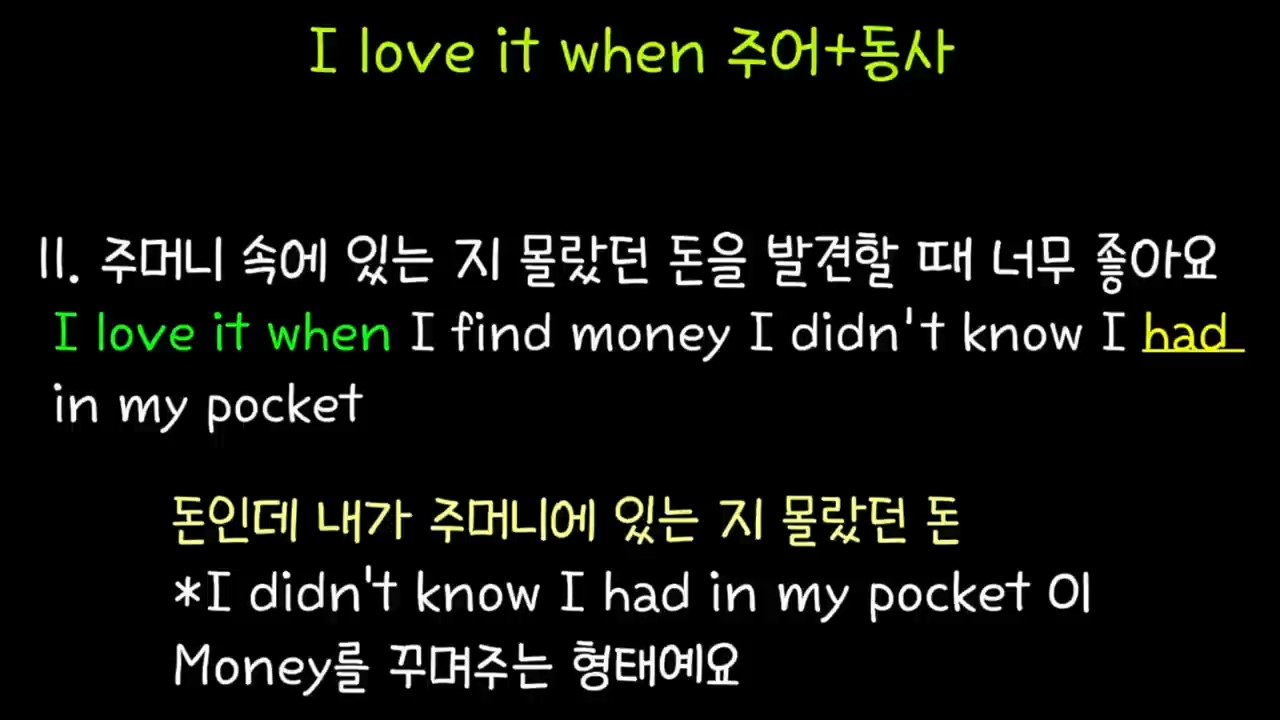 I love it when 주어+동사
11. 주머니 속에 있는 지 몰랐던 돈을 발견할 때 너무 좋아요
I love it when I find money I didn't know I had
in my pocket
돈인데 내가 주머니에 있는 지 몰랐던 돈
*I didn't know I had in my pocket 이
Money를 꾸며주는 형태예요